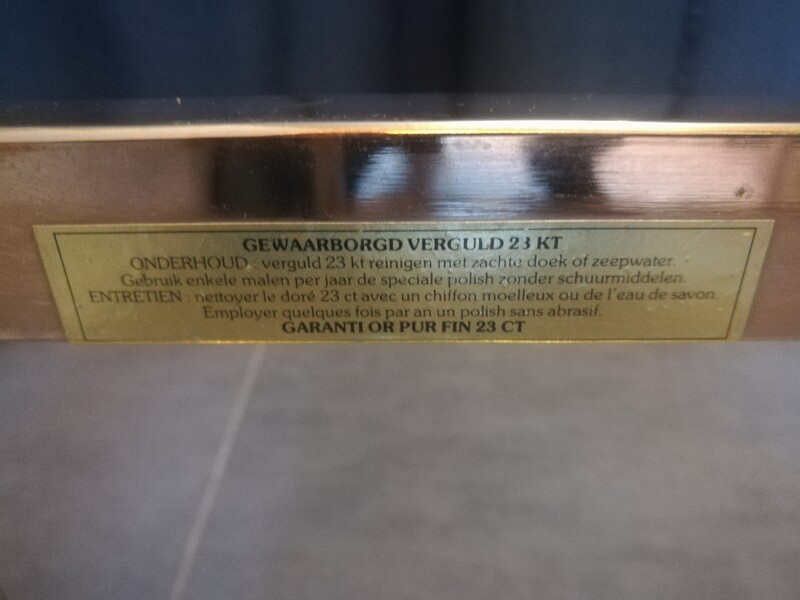 GEWAARBORGD VERGULD 23 KT
ONDERHOUD : verguld 23 kt reinigen met zachte doek of zeepwater.
Gebruik enkele malen per jaar de speciale polish zonder schuurmiddelen.
ENTRETIEN : nettoyer le doré 23 ct avec un chiffon moelleux ou de l'eau de savon.
Employer quelques fois par an un polish sans abrasif.
GARANTI OR PUR FIN 23 CT